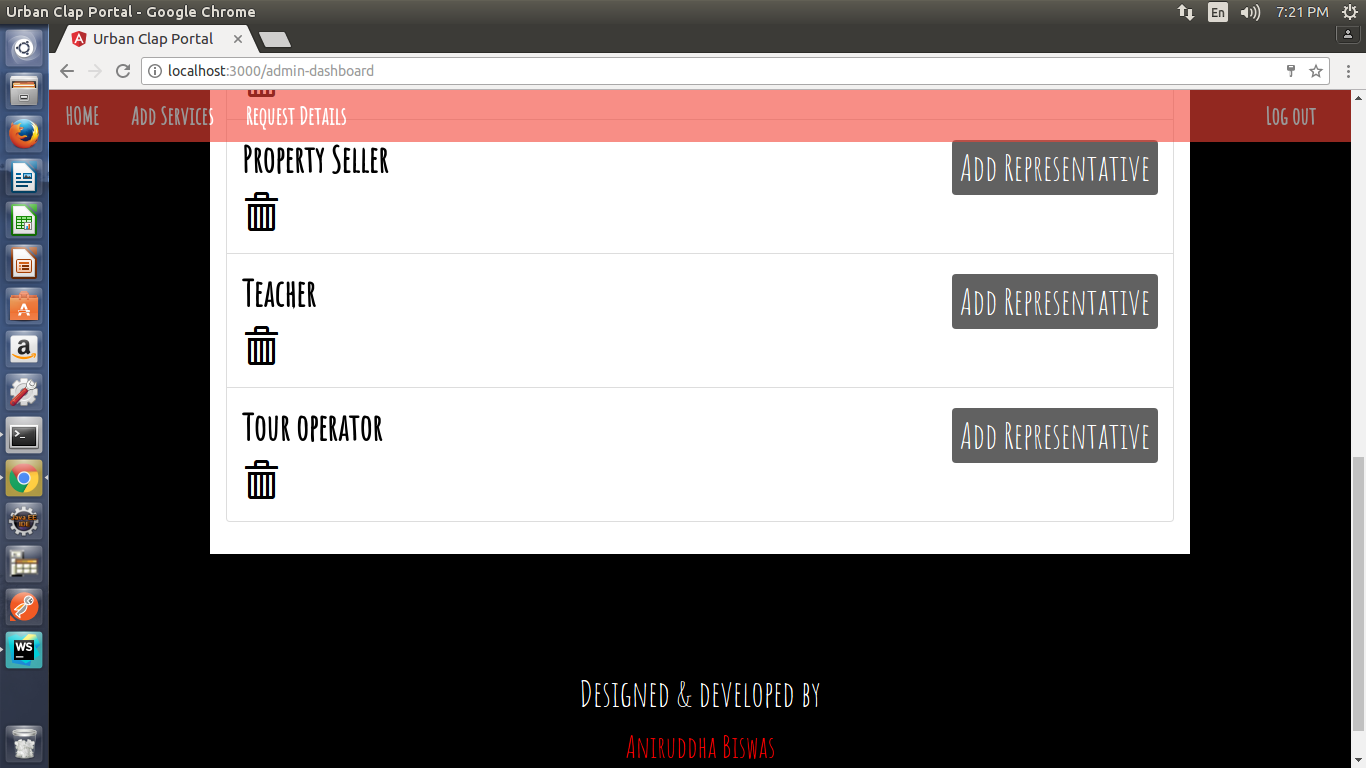 Urban Clap Portal - Google Chrome
En
7:21 PM
Urban Clap Portal
localhost:3000/admin-dashboard
HOME
Add Services
Request Details
Log out
Property Seller
Add Representative
Teacher
Add Representative
Tour operator
Add Representative
Designed & developed by
Aniruddha Biswas
WS